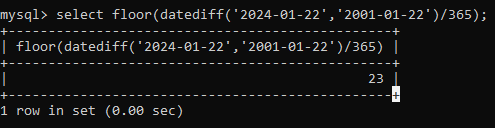 mysql> select floor(datediff('2024-01-22','2001-01-22')/365);
+------------------------------------------------+
| floor(datediff('2024-01-22','2001-01-22')/365) |
+------------------------------------------------+
|                                             23 |
+------------------------------------------------+
1 row in set (0.00 sec)